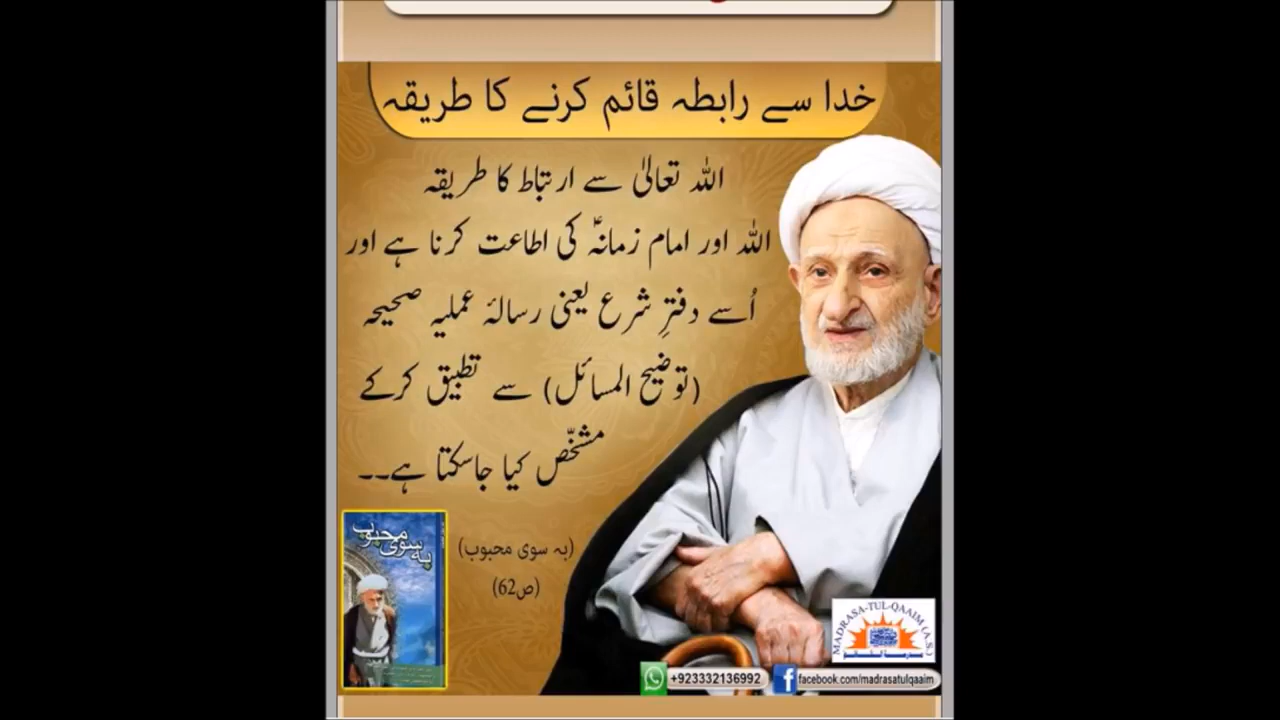 خدا سے رابطہ قائم کرنے کا طریقہ
اللہ تعالیٰ سے ارتباط کا طریقہ
اللہ اور امام زمانہؑ کی اطاعت کرنا ہے اور
اُسے دفترِ شرع یعنی رسالۂ عملیہ صحیحہ
(توضیح المسائل) سے تطبیق کرکے
مشخّص کیا جاسکتا ہے۔۔
(بہ سوی محبوب)
(ص62)
به سوی محبوب
MADRASA-TUL-QAAIM (A.S.)
+923332136992
facebook.com/madrasatulqaaim